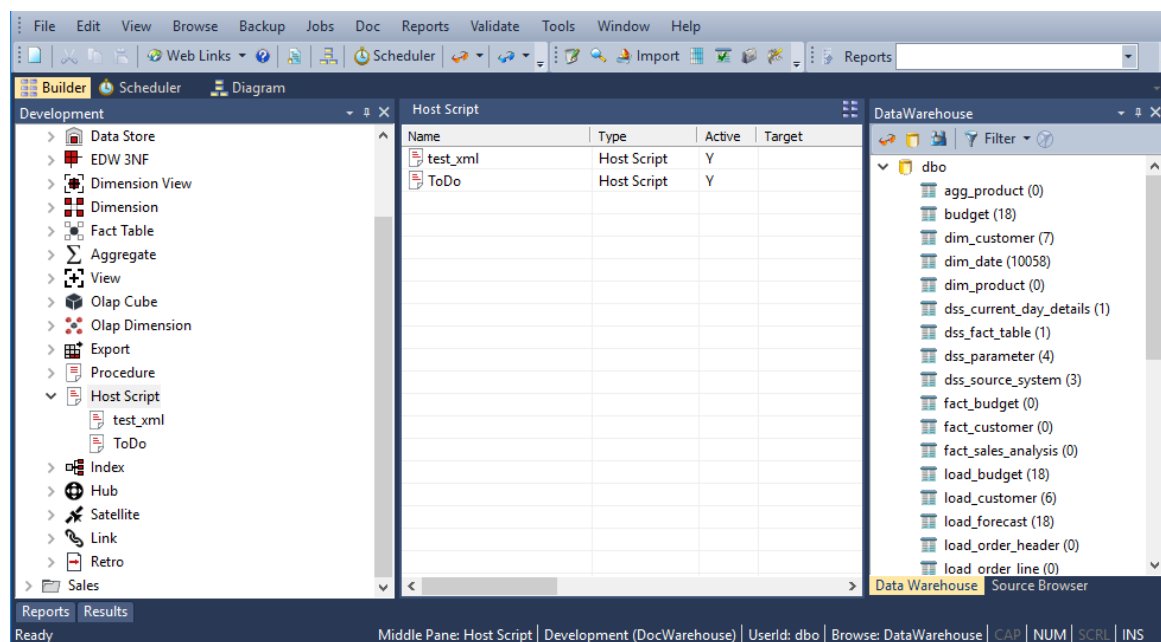 File Edit View Browse Backup Jobs Doc Reports Validate Tools Window Help
Web Links Scheduler Import Reports
Builder Scheduler Diagram
Development
Data Store
EDW 3NF
Dimension View
Dimension
Fact Table
Aggregate
View
Olap Cube
Olap Dimension
Export
Procedure
Host Script
test_xml
ToDo
Index
Hub
Satellite
Link
Retro
Sales
Host Script
Name Type Active Target
test_xml Host Script Y
ToDo Host Script Y
DataWarehouse
Filter
dbo
agg_product (0)
budget (18)
dim_customer (7)
dim_date (10058)
dim_product (0)
dss_current_day_details (1)
dss_fact_table (1)
dss_parameter (4)
dss_source_system (3)
fact_budget (0)
fact_customer (0)
fact_sales_analysis (0)
load_budget (18)
load_customer (6)
load_forecast (18)
load_order_header (0)
load_order_line (0)
Data Warehouse Source Browser
Reports Results
Ready Middle Pane: Host Script Development (DocWarehouse) UserId: dbo Browse: DataWarehouse CAP NUM SCRL INS